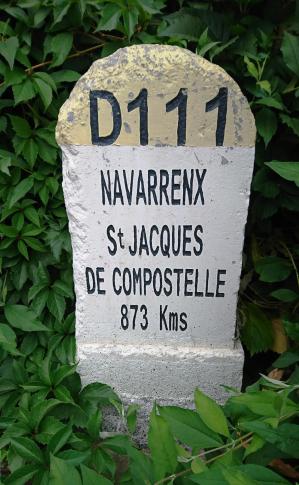 D111
NAVARRENX
St JACQUES
DE COMPOSTELLE
873 Kms